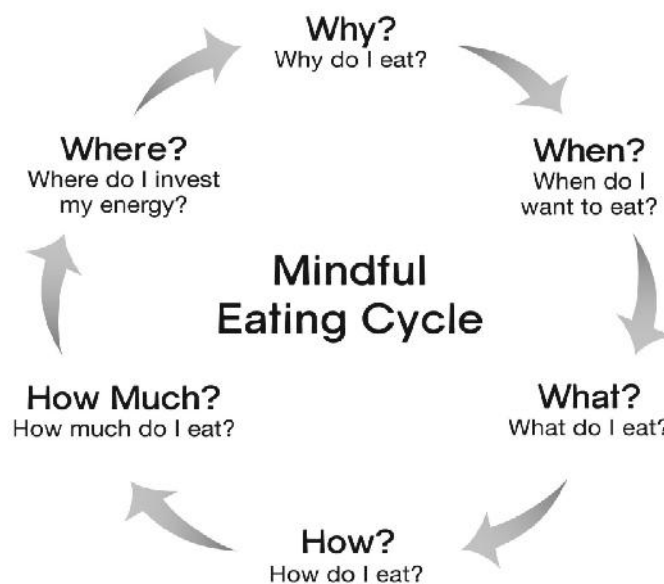 Why?
Why do I eat?
When?
When do I
want to eat?
What?
What do I eat?
How?
How do I eat?
How Much?
How much do I eat?
Where?
Where do I invest
my energy?
Mindful
Eating Cycle